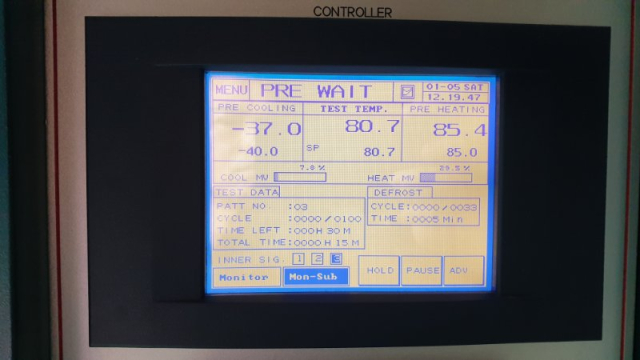 CONTROLLER
MENU PRE WAIT 01-05 SAT
12.19.47
PRE COOLING TEST TEMP. PRE HEATING
-37.0 80.7 85.4
-40.0 SP 80.7 85.0
7.0 % 29.5 %
COOL MV HEAT MV
TEST DATA DEFROST
PATT NO :03 CYCLE:0000/0033
CYCLE :0000/0100 TIME :0005 Min
TIME LEFT :000H 30 M
TOTAL TIME:0000 H 15 M
INNER SIG. 1 2 3
Monitor Mon-Sub HOLD PAUSE ADV